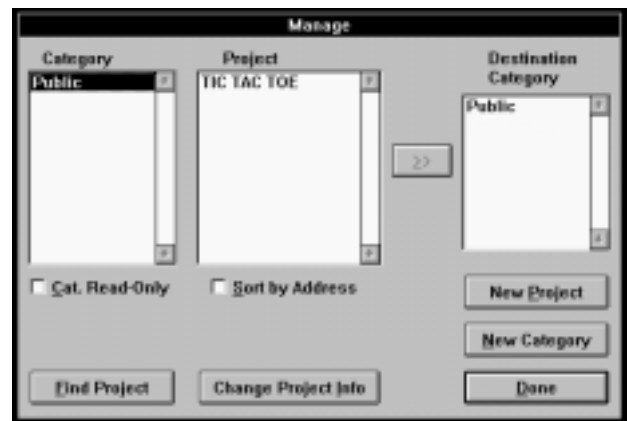 Manage
Category
Project
Destination
Category
Public
TIC TAC TOE
Public
>>
Cat. Read-Only
Sort by Address
New Project
New Category
Find Project
Change Project Info
Done